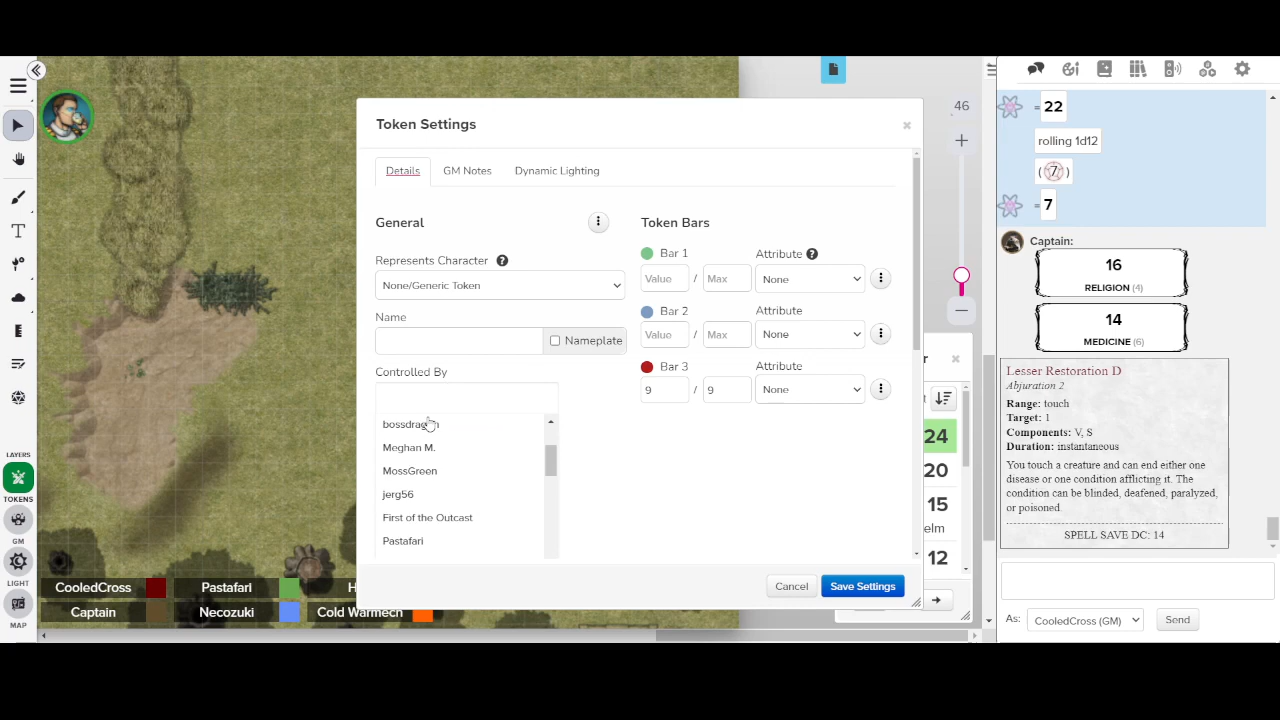 46
Token Settings
Details
GM Notes
Dynamic Lighting
General
Represents Character
None/Generic Token
Name
Nameplate
Controlled By
bossdragon
Meghan M.
MossGreen
jerg56
First of the Outcast
Pastafari
Token Bars
Bar 1
Attribute
Value / Max
None
Bar 2
Attribute
Value / Max
None
Bar 3
Attribute
9 / 9
None
Cancel
Save Settings
24
20
15
12
LAYERS
TOKENS
GM
LIGHT
MAP
CooledCross
Pastafari
H
Captain
Necozuki
Cold Warmech
= 22
rolling 1d12
( 7 )
= 7
Captain:
16
RELIGION (4)
14
MEDICINE (6)
Lesser Restoration D
Abjuration 2
Range: touch
Target: 1
Components: V, S
Duration: instantaneous
You touch a creature and can end either one
disease or one condition afflicting it. The
condition can be blinded, deafened, paralyzed,
or poisoned.
SPELL SAVE DC: 14
As:
CooledCross (GM)
Send